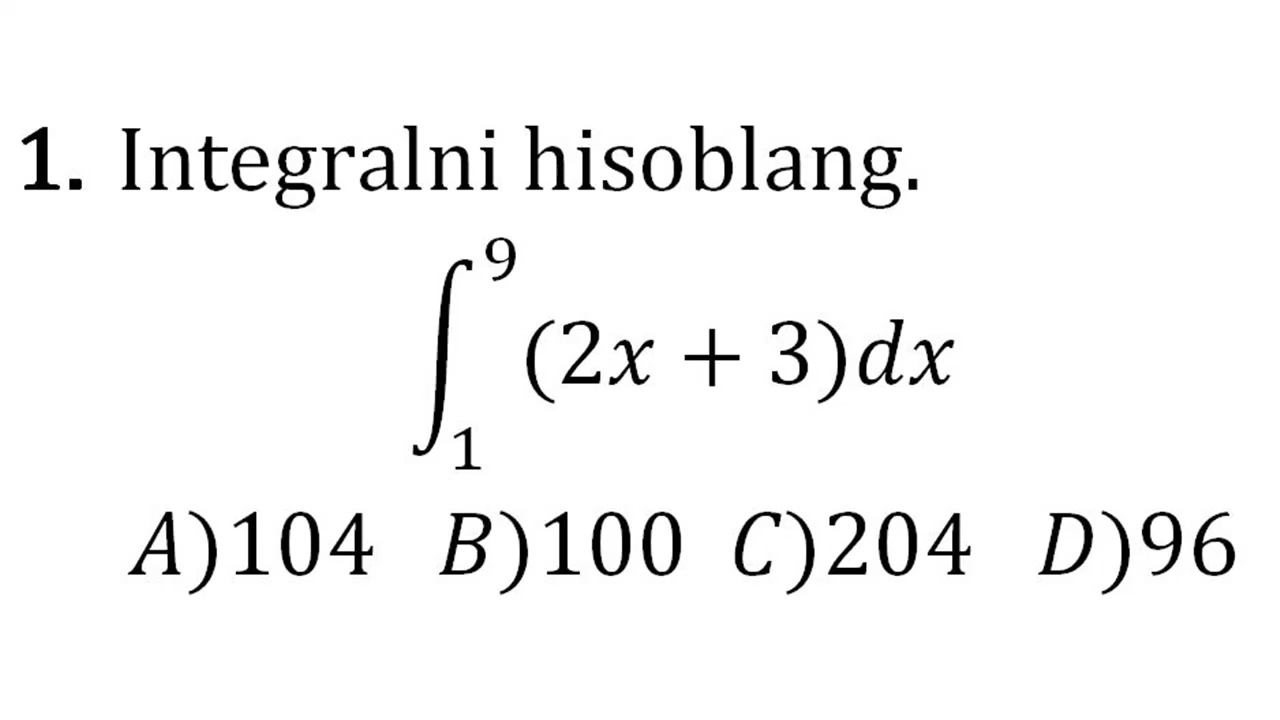 1. Integralni hisoblang.
∫₁⁹ (2x + 3)dx
A)104 B)100 C)204 D)96